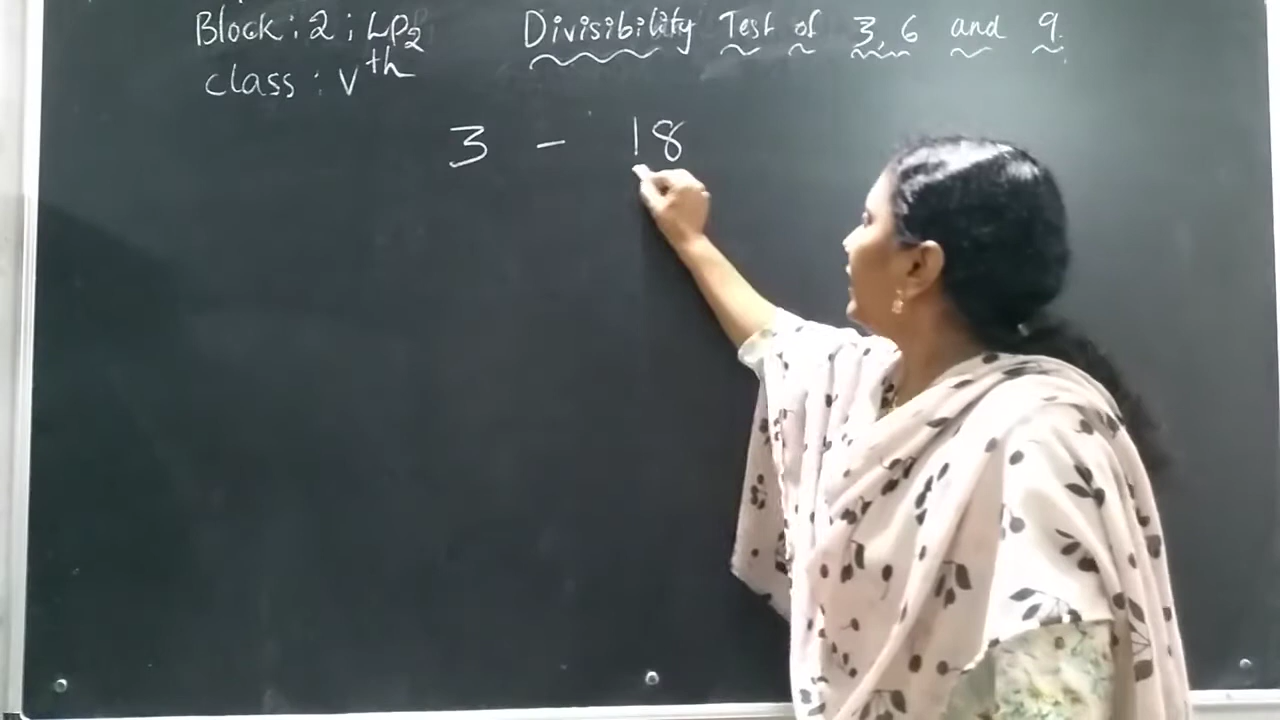 Block : 2 ; LP2
Divisibility Test of 3, 6 and 9.
Class : Vth
3 - 18